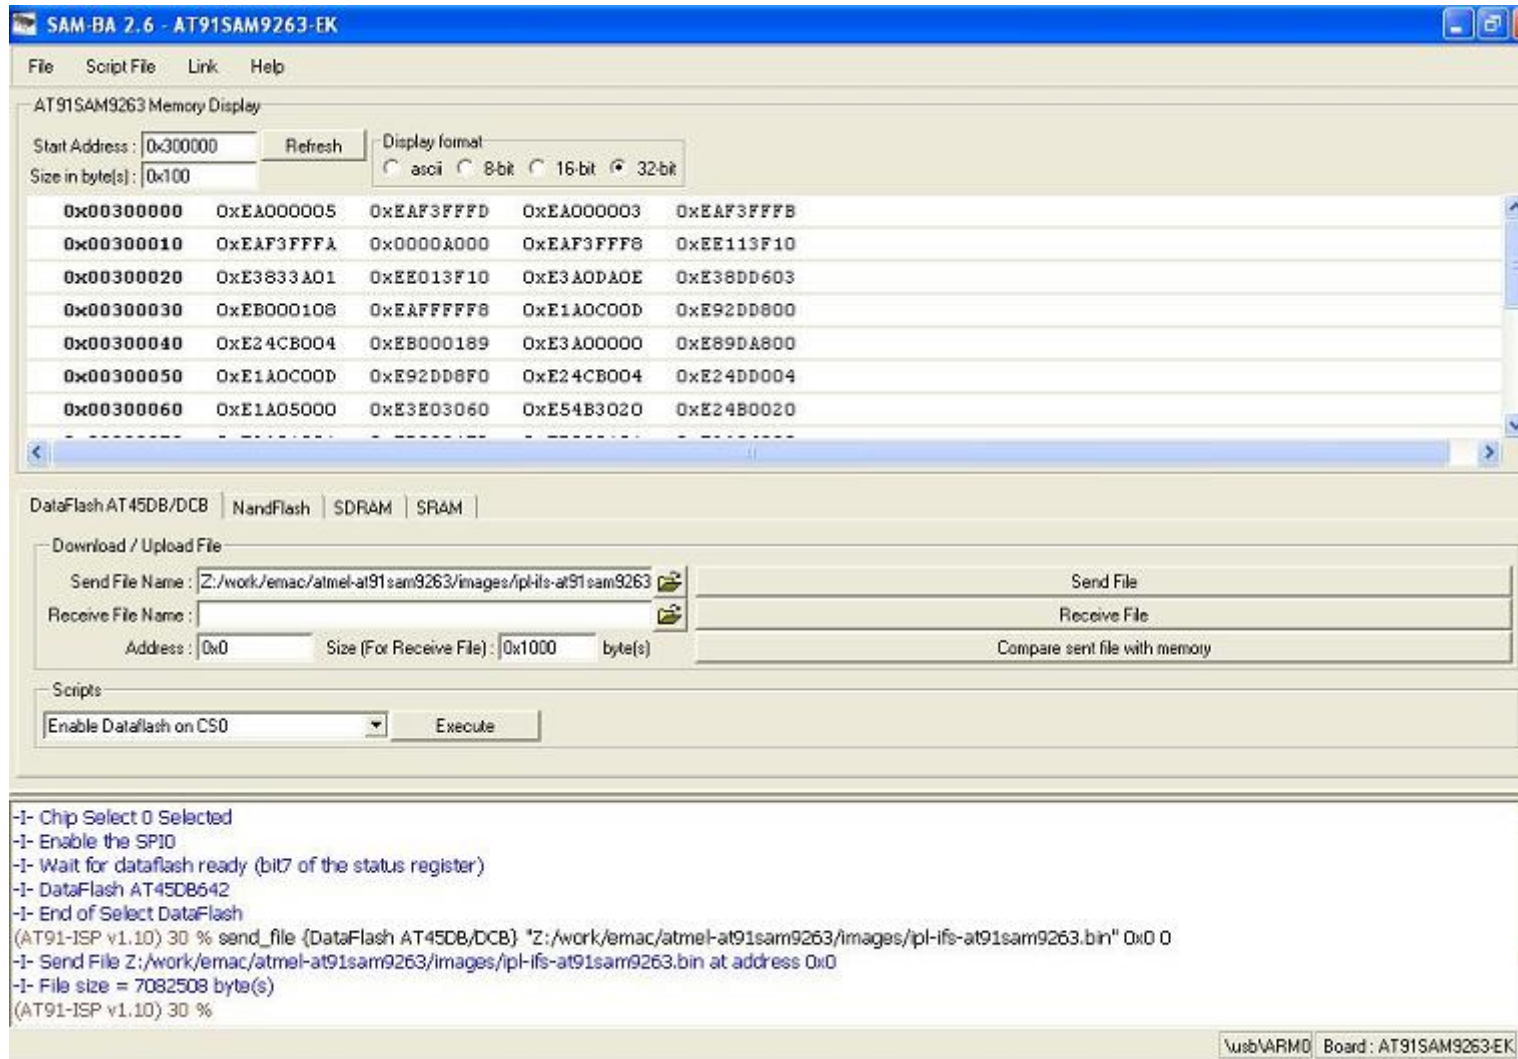 SAM-BA 2.6 - AT91SAM9263-EK
File Script File Link Help
AT91SAM9263 Memory Display
Start Address : 0x300000 Refresh Display format
Size in byte(s) : 0x100 ascii 8-bit 16-bit 32-bit
0x00300000 0xEA000005 0xEAF3FFFD 0xEA000003 0xEAF3FFFB
0x00300010 0xEAF3FFFA 0x0000A000 0xEAF3FFF8 0xEE113F10
0x00300020 0xE3833A01 0xEE013F10 0xE3A0DA0E 0xE38DD603
0x00300030 0xEB000108 0xEAFFFFF8 0xE1A0C00D 0xE92DD800
0x00300040 0xE24CB004 0xEB000189 0xE3A00000 0xE89DA800
0x00300050 0xE1A0C00D 0xE92DD8F0 0xE24CB004 0xE24DD004
0x00300060 0xE1A05000 0xE3E03060 0xE54B3020 0xE24B0020
DataFlash AT45DB/DCB NandFlash SDRAM SRAM
Download / Upload File
Send File Name : Z:/work/emac/atmel-at91sam9263/images/ipl-ifs-at91sam9263 Send File
Receive File Name : Receive File
Address : 0x0 Size (For Receive File) : 0x1000 byte(s) Compare sent file with memory
Scripts
Enable Dataflash on CS0 Execute
-I- Chip Select 0 Selected
-I- Enable the SPI0
-I- Wait for dataflash ready (bit7 of the status register)
-I- DataFlash AT45DB642
-I- End of Select DataFlash
(AT91-ISP v1.10) 30 % send_file {DataFlash AT45DB/DCB} "Z:/work/emac/atmel-at91sam9263/images/ipl-ifs-at91sam9263.bin" 0x0 0
-I- Send File Z:/work/emac/atmel-at91sam9263/images/ipl-ifs-at91sam9263.bin at address 0x0
-I- File size = 7082508 byte(s)
(AT91-ISP v1.10) 30 %
\usb\ARM0 Board : AT91SAM9263-EK